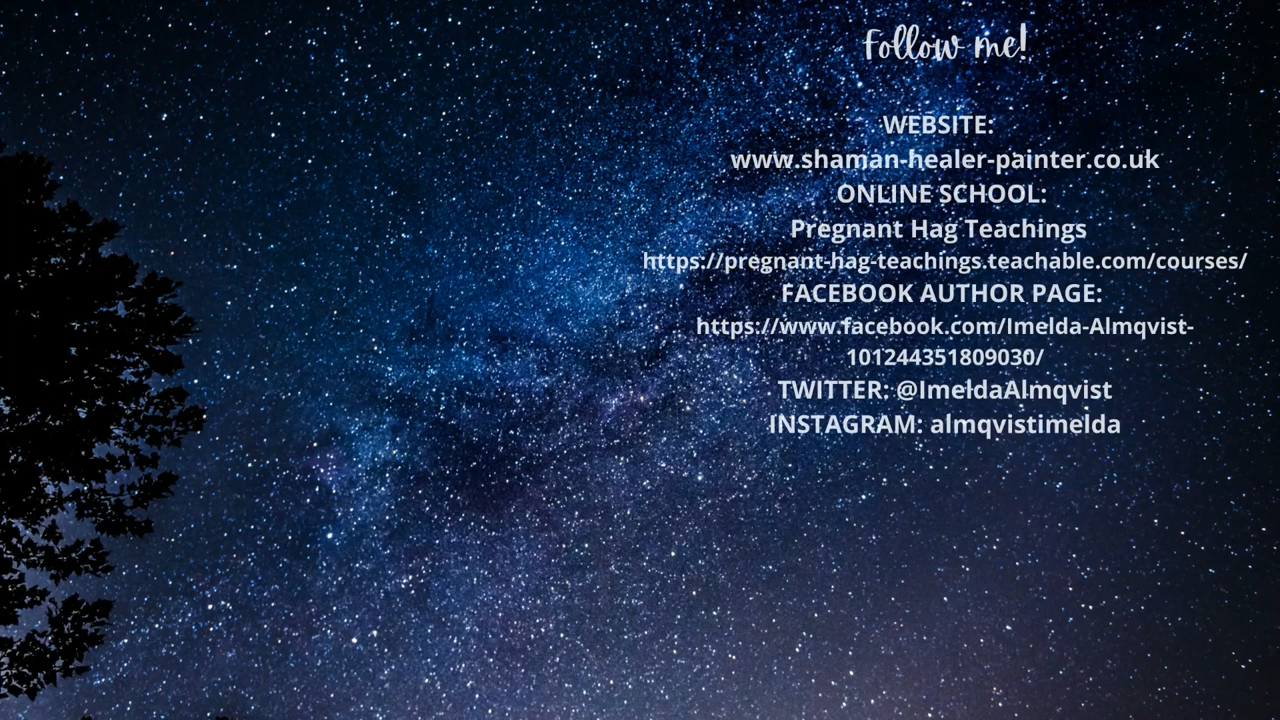 Follow me!
WEBSITE:
www.shaman-healer-painter.co.uk
ONLINE SCHOOL:
Pregnant Hag Teachings
https://pregnant-hag-teachings.teachable.com/courses/
FACEBOOK AUTHOR PAGE:
https://www.facebook.com/Imelda-Almqvist-
101244351809030/
TWITTER: @ImeldaAlmqvist
INSTAGRAM: almqvistimelda